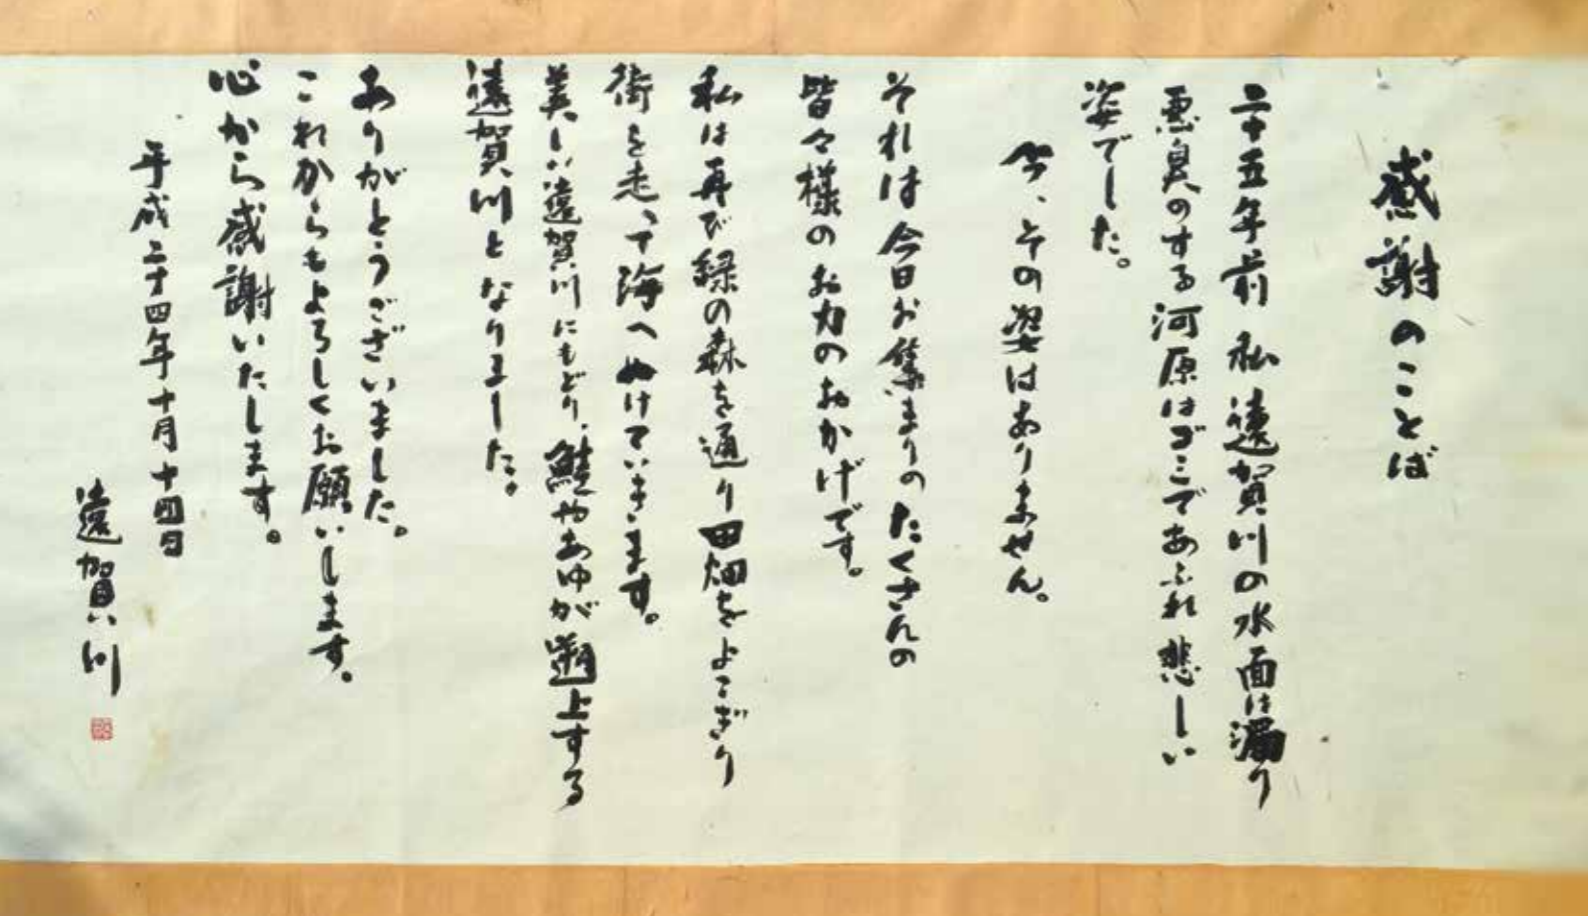 感謝のことば
二十五年前 私 遠賀川の水面は濁り
悪臭のする河原はゴミであふれ悲しい
姿でした。
今、その姿はありません。
それは今日お集まりのたくさんの
皆々様のお力のおかげです。
私は再び緑の森を通り田畑をよこぎり
街を走って海へぬけていきます。
美しい遠賀川にもどり、鮭やあゆが遡上する
遠賀川となりました。
ありがとうございました。
これからもよろしくお願いします。
心から感謝いたします。
平成二十四年十月十四日
遠賀川